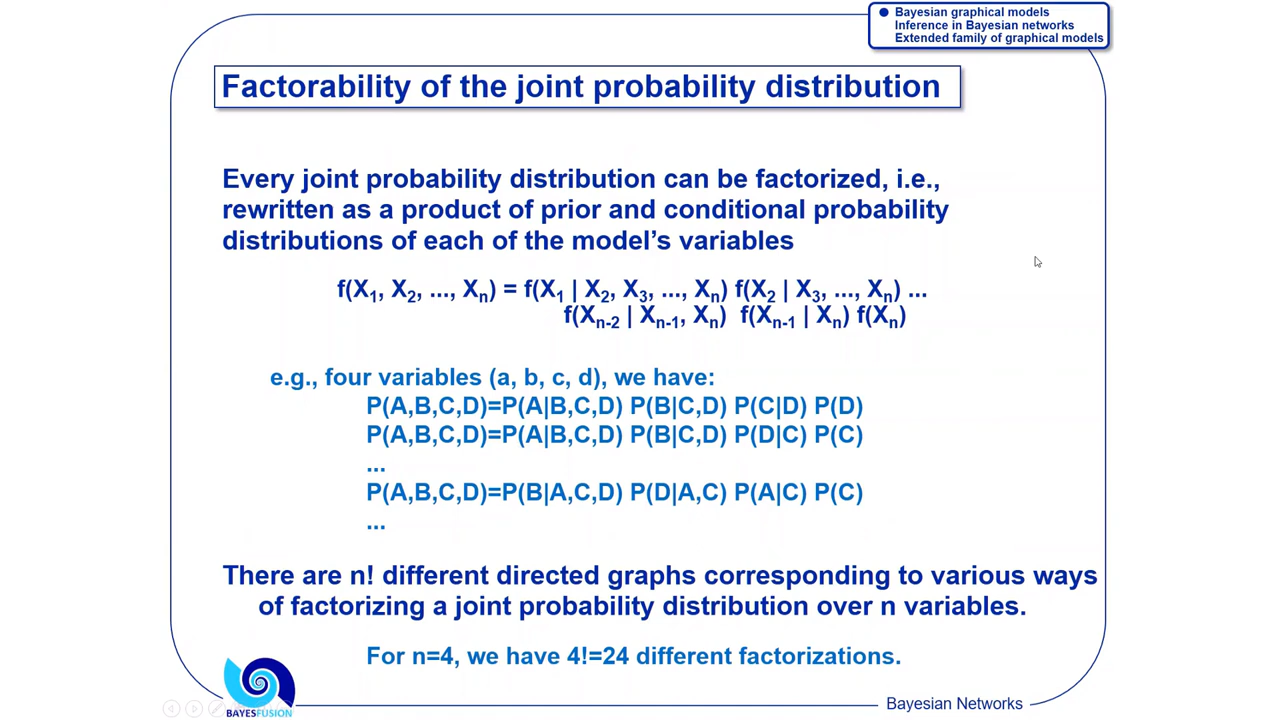 Bayesian graphical models
Inference in Bayesian networks
Extended family of graphical models
Factorability of the joint probability distribution
Every joint probability distribution can be factorized, i.e.,
rewritten as a product of prior and conditional probability
distributions of each of the model's variables
f(X₁, X₂, ..., Xₙ) = f(X₁ | X₂, X₃, ..., Xₙ) f(X₂ | X₃, ..., Xₙ) ...
f(Xₙ₋₂ | Xₙ₋₁, Xₙ) f(Xₙ₋₁ | Xₙ) f(Xₙ)
e.g., four variables (a, b, c, d), we have:
P(A,B,C,D)=P(A|B,C,D) P(B|C,D) P(C|D) P(D)
P(A,B,C,D)=P(A|B,C,D) P(B|C,D) P(D|C) P(C)
...
P(A,B,C,D)=P(B|A,C,D) P(D|A,C) P(A|C) P(C)
...
There are n! different directed graphs corresponding to various ways
of factorizing a joint probability distribution over n variables.
For n=4, we have 4!=24 different factorizations.
BAYESFUSION
Bayesian Networks